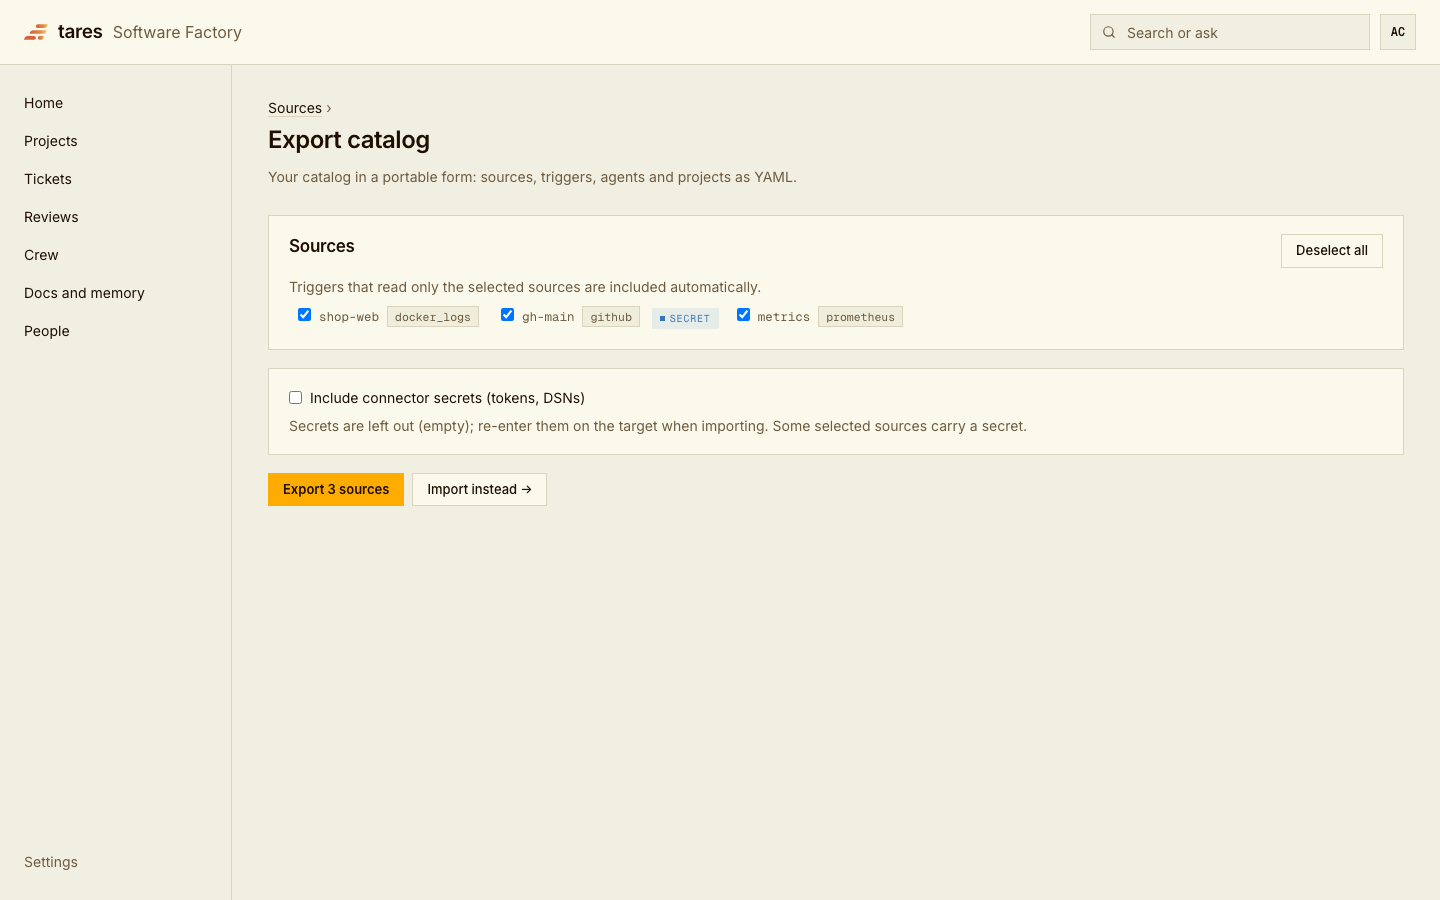 tares Software Factory
Search or ask
AC
Home
Projects
Tickets
Reviews
Crew
Docs and memory
People
Settings
Sources ›
Export catalog
Your catalog in a portable form: sources, triggers, agents and projects as YAML.
Sources
Deselect all
Triggers that read only the selected sources are included automatically.
shop-web docker_logs gh-main github SECRET metrics prometheus
Include connector secrets (tokens, DSNs)
Secrets are left out (empty); re-enter them on the target when importing. Some selected sources carry a secret.
Export 3 sources
Import instead →